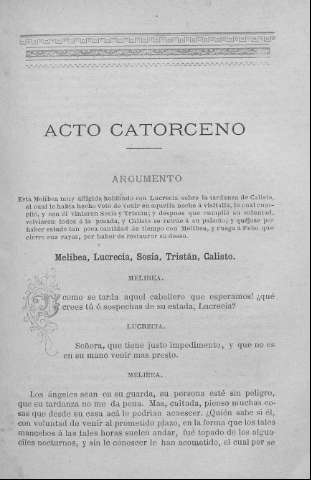 ACTO CATORCENO
ARGUMENTO
Esta Melibea muy afligida hablando con Lucrecia sobre la tardanza de Calisto,
el cual le había hecho voto de venir en aquella noche á visitalla, lo cual cum-
plió, y con él vinieron Sosia y Tristán; y despues que cumplió su voluntad,
volvieron todos á la posada, y Calisto se retrae á su palacio; y quéjase por
haber estado tan poca cantidad de tiempo con Melibea, y ruega á Febo que
cierre sus rayos, por haber de restaurar su deseo.
Melibea, Lucrecia, Sosia, Tristán, Calisto.
MELIBEA.
como se tarda aquel caballero que esperamos! ¿qué
crees tú ó sospechas de su estada, Lucrecia?
LUCRECIA.
Señora, que tiene justo impedimento, y que no es
en su mano venir mas presto.
MELIBEA.
Los ángeles sean en su guarda, su persona esté sin peligro,
que su tardanza no me da pena. Mas, cuitada, pienso muchas co-
sas que desde su casa acá le podrian acaescer. ¿Quién sabe si él,
con voluntad de venir al prometido plazo, en la forma que los tales
mancebos á las tales horas suelen andar, fué topado de los algua-
ciles nocturnos, y sin le conoscer le han acometido, el cual por se